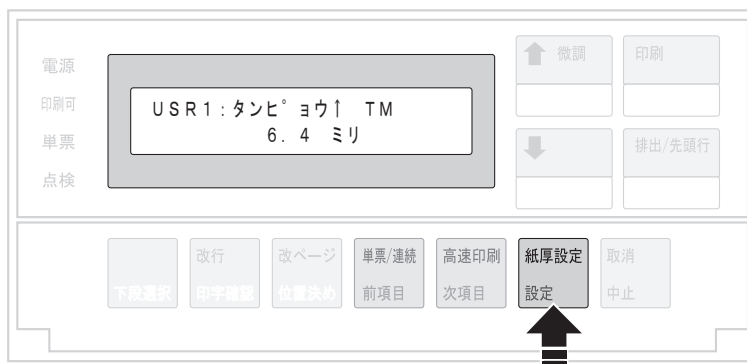 電源
印刷可
単票
点検
USR1:タンピョウ↑ TM
6.4 ミリ
微調
印刷
排出/先頭行
下段選択
改行
印字確認
改ページ
位置決め
単票/連続
前項目
高速印刷
次項目
紙厚設定
設定
取消
中止